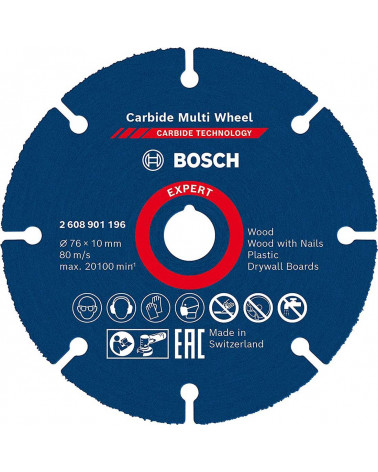 Carbide Multi Wheel
CARBIDE TECHNOLOGY
BOSCH
EXPERT
2 608 901 196
Ø 76 × 10 mm
80 m/s
max. 20100 min⁻¹
Wood
Wood with Nails
Plastic
Drywall Boards
EAC
Made in
Switzerland